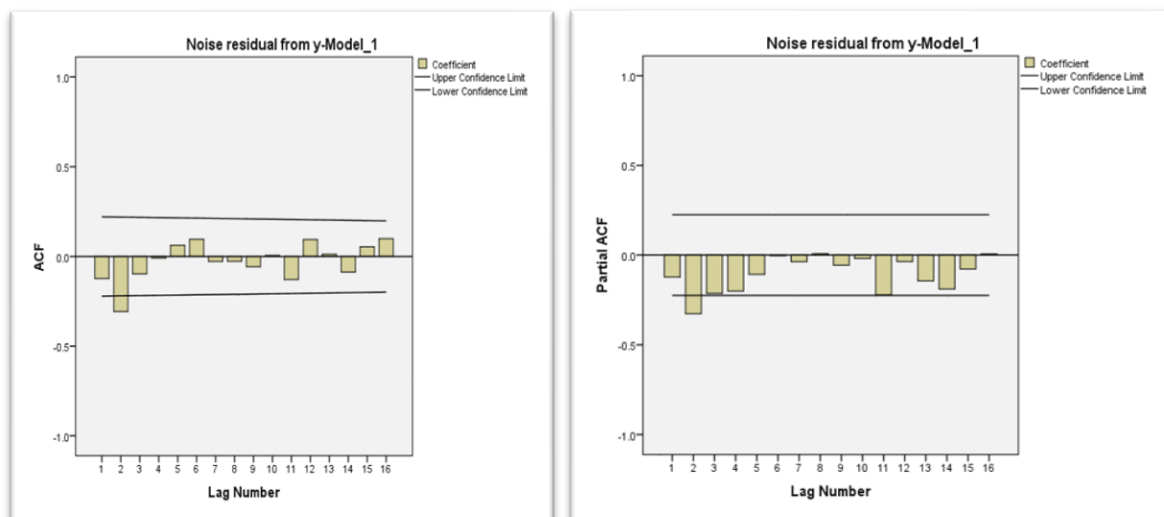 Noise residual from y-Model_1
Coefficient
Upper Confidence Limit
Lower Confidence Limit
1.0
0.5
0.0
-0.5
-1.0
ACF
1 2 3 4 5 6 7 8 9 10 11 12 13 14 15 16
Lag Number
Noise residual from y-Model_1
Coefficient
Upper Confidence Limit
Lower Confidence Limit
1.0
0.5
0.0
-0.5
-1.0
Partial ACF
1 2 3 4 5 6 7 8 9 10 11 12 13 14 15 16
Lag Number